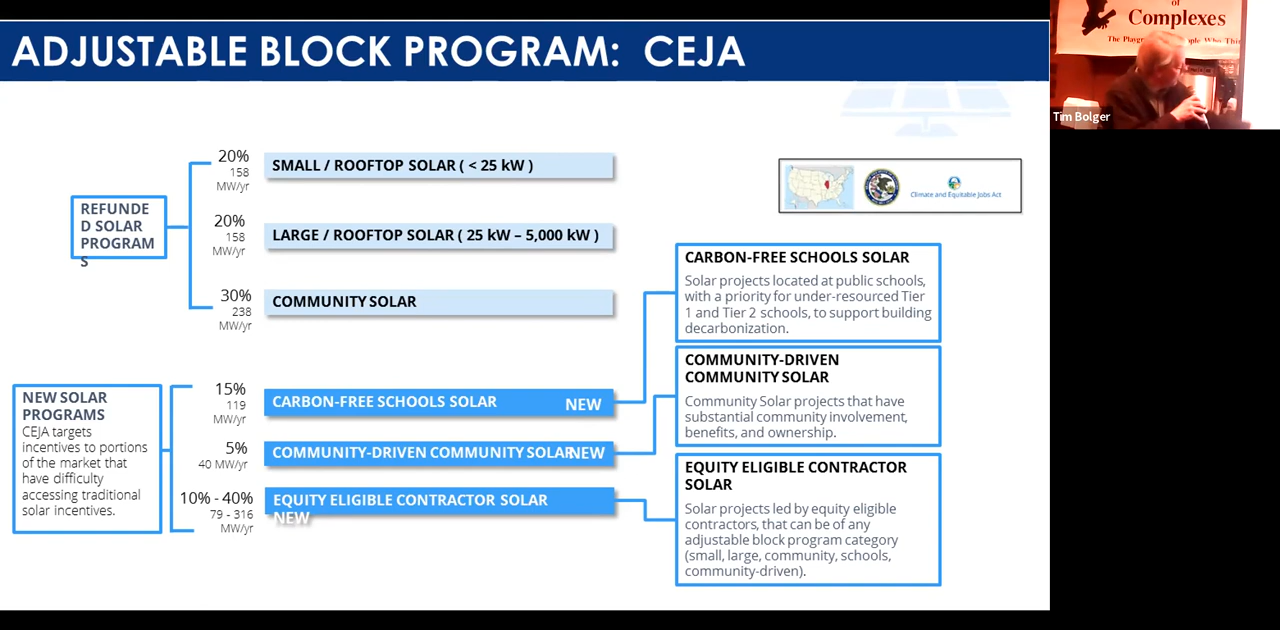 ADJUSTABLE BLOCK PROGRAM: CEJA
of
Complexes
Tim Bolger
20%
158
MW/yr
SMALL / ROOFTOP SOLAR ( < 25 kW )
REFUNDE
D SOLAR
PROGRAM
S
20%
158
MW/yr
LARGE / ROOFTOP SOLAR ( 25 kW – 5,000 kW )
30%
238
MW/yr
COMMUNITY SOLAR
Climate and Equitable Jobs Act
NEW SOLAR
PROGRAMS
CEJA targets
incentives to portions
of the market that
have difficulty
accessing traditional
solar incentives.
15%
119
MW/yr
CARBON-FREE SCHOOLS SOLAR NEW
5%
40 MW/yr
COMMUNITY-DRIVEN COMMUNITY SOLAR NEW
10% - 40%
79 - 316
MW/yr
EQUITY ELIGIBLE CONTRACTOR SOLAR
NEW
CARBON-FREE SCHOOLS SOLAR
Solar projects located at public schools,
with a priority for under-resourced Tier
1 and Tier 2 schools, to support building
decarbonization.
COMMUNITY-DRIVEN
COMMUNITY SOLAR
Community Solar projects that have
substantial community involvement,
benefits, and ownership.
EQUITY ELIGIBLE CONTRACTOR
SOLAR
Solar projects led by equity eligible
contractors, that can be of any
adjustable block program category
(small, large, community, schools,
community-driven).